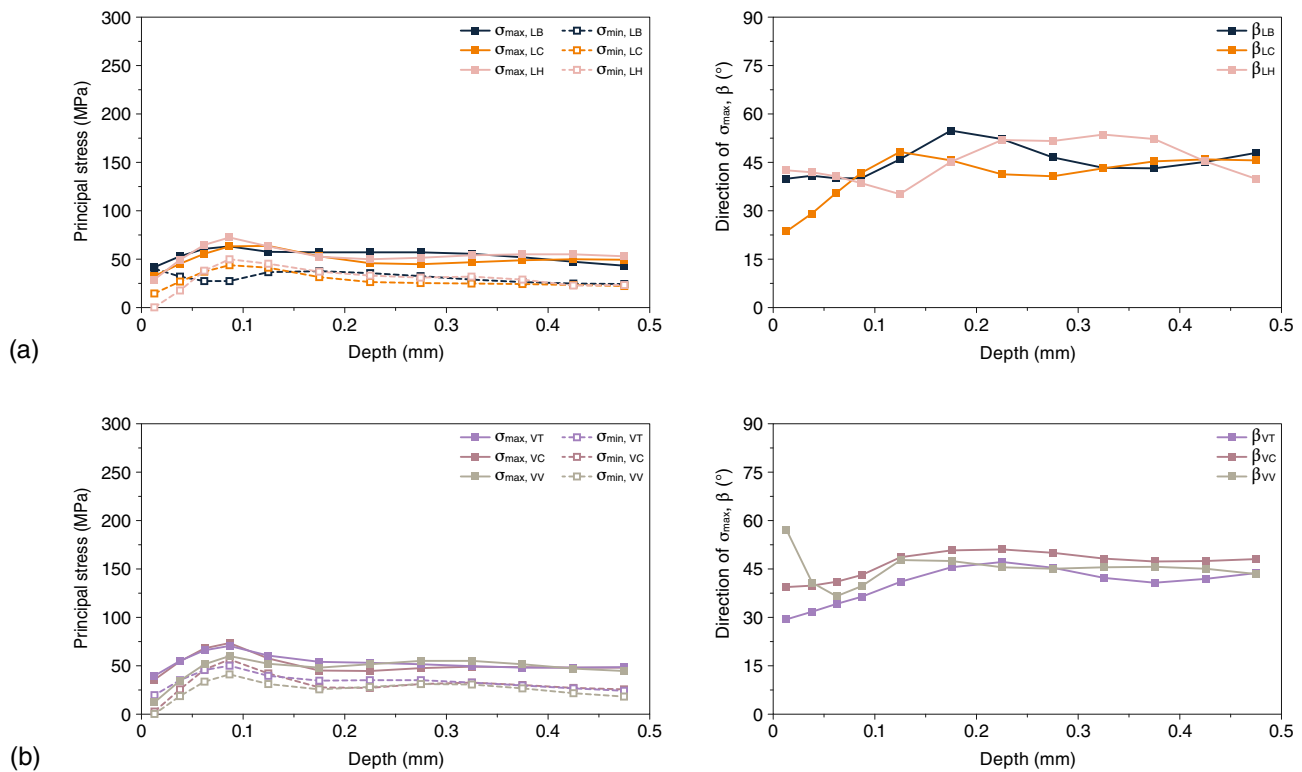 300
250
200
150
100
50
0
Principal stress (MPa)
σmax, LB σmin, LB
σmax, LC σmin, LC
σmax, LH σmin, LH
0 0.1 0.2 0.3 0.4 0.5
Depth (mm)
90
75
60
45
30
15
0
Direction of σmax, β (°)
βLB
βLC
βLH
0 0.1 0.2 0.3 0.4 0.5
Depth (mm)
(a)
300
250
200
150
100
50
0
Principal stress (MPa)
σmax, VT σmin, VT
σmax, VC σmin, VC
σmax, VV σmin, VV
0 0.1 0.2 0.3 0.4 0.5
Depth (mm)
90
75
60
45
30
15
0
Direction of σmax, β (°)
βVT
βVC
βVV
0 0.1 0.2 0.3 0.4 0.5
Depth (mm)
(b)